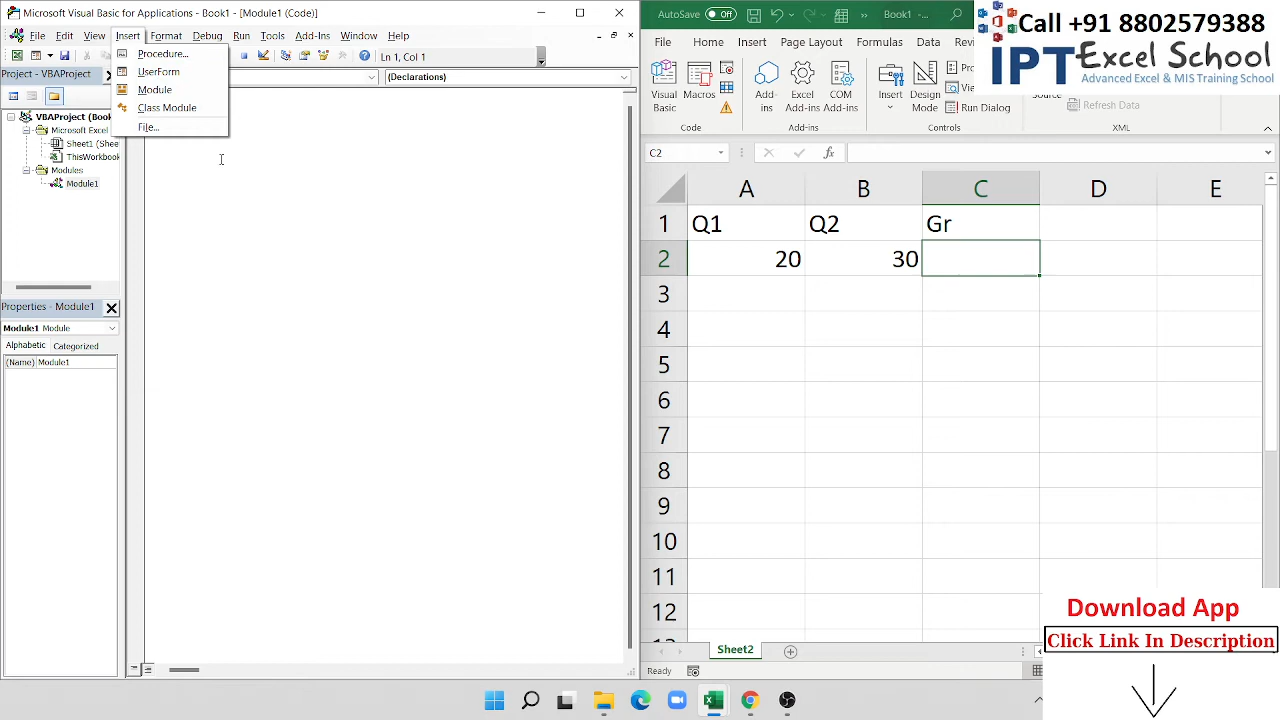 Microsoft Visual Basic for Applications - Book1 - [Module1 (Code)]
File Edit View Insert Format Debug Run Tools Add-Ins Window Help
Ln 1, Col 1
Procedure...
UserForm
Module
Class Module
File...
(Declarations)
Project - VBAProject
VBAProject (Book
Microsoft Excel
Sheet1 (Shee
ThisWorkbook
Modules
Module1
Properties - Module1
Module1 Module
Alphabetic Categorized
(Name) Module1
AutoSave Off Book1 -...
File Home Insert Page Layout Formulas
Visual Basic
Macros
Add-ins
Excel Add-ins
COM Add-ins
Insert
Design Mode
Run Dialog
Refresh Data
Code Add-ins Controls XML
C2
fx
A B C D E
1 Q1 Q2 Gr
2 20 30
3
4
5
6
7
8
9
10
11
12
Sheet2
Ready
Call +91 8802579388
IPT Excel School
Advanced Excel & MIS Training School
Download App
Click Link In Description